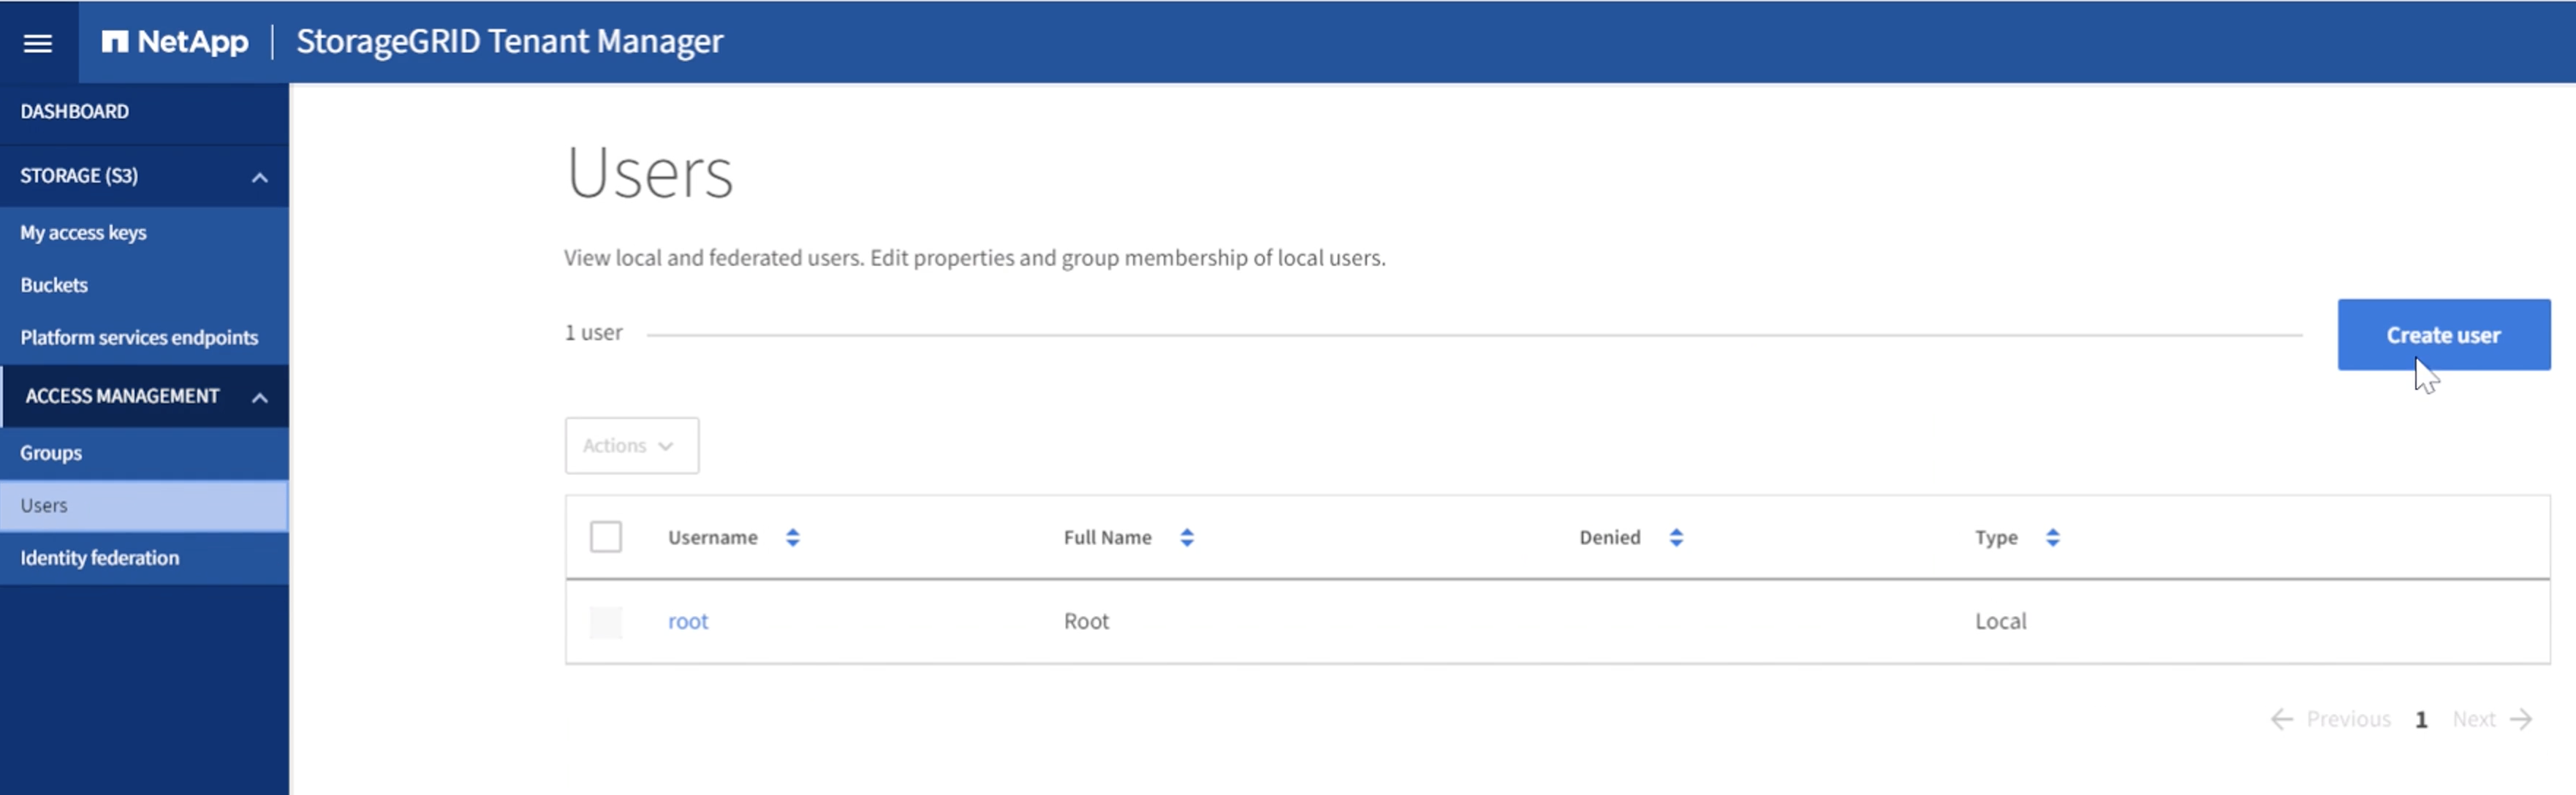 NetApp | StorageGRID Tenant Manager
DASHBOARD
STORAGE (S3)
My access keys
Buckets
Platform services endpoints
ACCESS MANAGEMENT
Groups
Users
Identity federation
Users
View local and federated users. Edit properties and group membership of local users.
1 user
Create user
Actions
Username Full Name Denied Type
root Root Local
Previous 1 Next